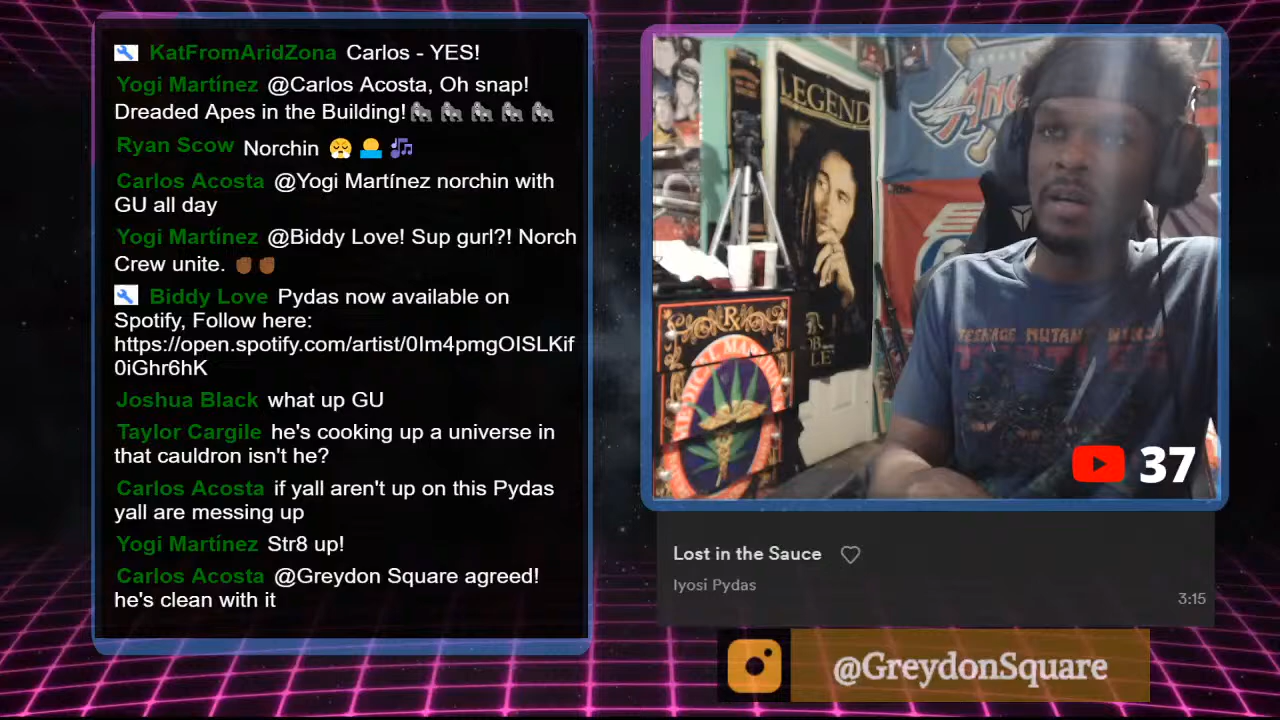 KatFromAridZona Carlos - YES!
Yogi Martínez @Carlos Acosta, Oh snap!
Dreaded Apes in the Building!🦍 🦍 🦍 🦍 🦍
Ryan Scow Norchin 😤 🙇 🎶
Carlos Acosta @Yogi Martínez norchin with
GU all day
Yogi Martínez @Biddy Love! Sup gurl?! Norch
Crew unite. ✊🏾✊🏾
Biddy Love Pydas now available on
Spotify, Follow here:
https://open.spotify.com/artist/0Im4pmgOISLKif
0iGhr6hK
Joshua Black what up GU
Taylor Cargile he's cooking up a universe in
that cauldron isn't he?
Carlos Acosta if yall aren't up on this Pydas
yall are messing up
Yogi Martínez Str8 up!
Carlos Acosta @Greydon Square agreed!
he's clean with it
LEGEND
TEENAGE MUTANT NINJ
TURTLES
37
Lost in the Sauce
Iyosi Pydas
3:15
@GreydonSquare